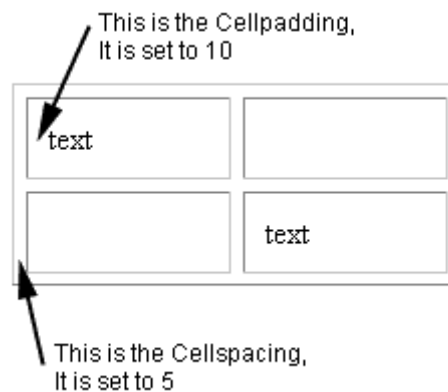 This is the Cellpadding,
It is set to 10
text
text
This is the Cellspacing,
It is set to 5